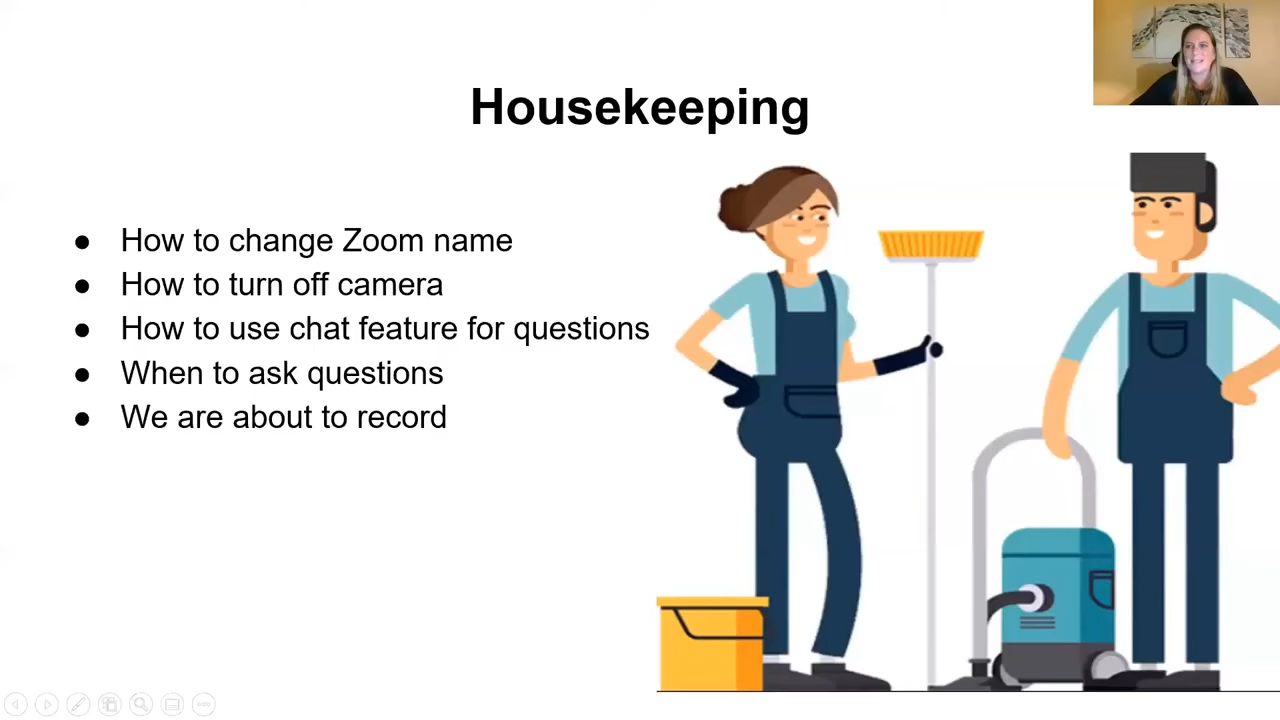 Housekeeping
● How to change Zoom name
● How to turn off camera
● How to use chat feature for questions
● When to ask questions
● We are about to record